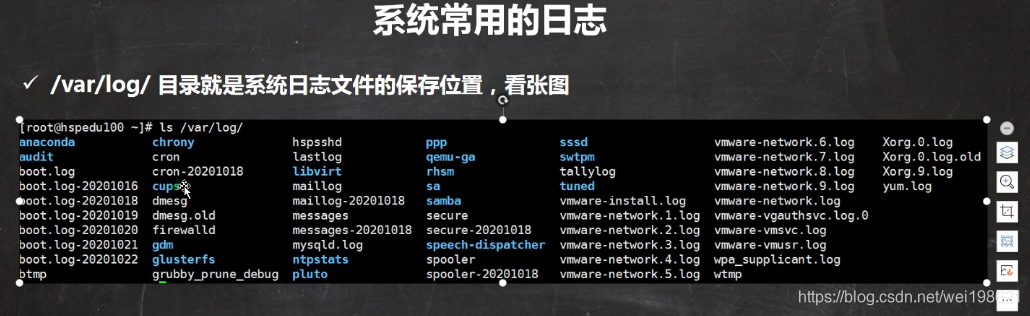 系统常用的日志
✓ /var/log/ 目录就是系统日志文件的保存位置，看张图
[root@hspedu100 ~]# ls /var/log/
anaconda chrony hspsshd ppp sssd vmware-network.6.log Xorg.0.log
audit cron lastlog qemu-ga swtpm vmware-network.7.log Xorg.0.log.old
boot.log cron-20201018 libvirt rhsm tallylog vmware-network.8.log Xorg.9.log
boot.log-20201016 cups maillog sa tuned vmware-network.9.log yum.log
boot.log-20201018 dmesg maillog-20201018 samba vmware-install.log vmware-network.log
boot.log-20201019 dmesg.old messages secure vmware-network.1.log vmware-vgauthsvc.log.0
boot.log-20201020 firewalld messages-20201018 secure-20201018 vmware-network.2.log vmware-vmsvc.log
boot.log-20201021 gdm mysqld.log speech-dispatcher vmware-network.3.log vmware-vmusr.log
boot.log-20201022 glusterfs ntpstats spooler vmware-network.4.log wpa_supplicant.log
btmp grubby_prune_debug pluto spooler-20201018 vmware-network.5.log wtmp